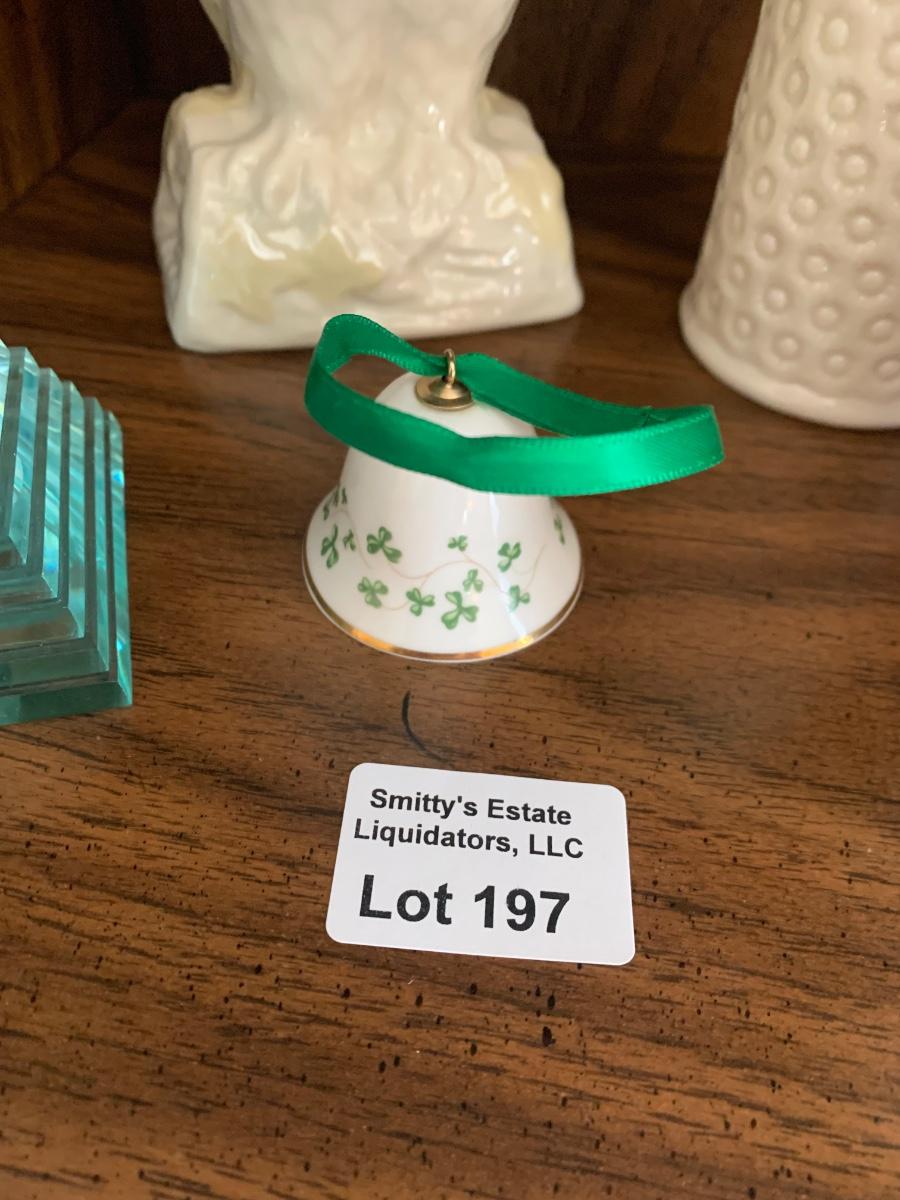 Smitty's Estate
Liquidators, LLC
Lot 197